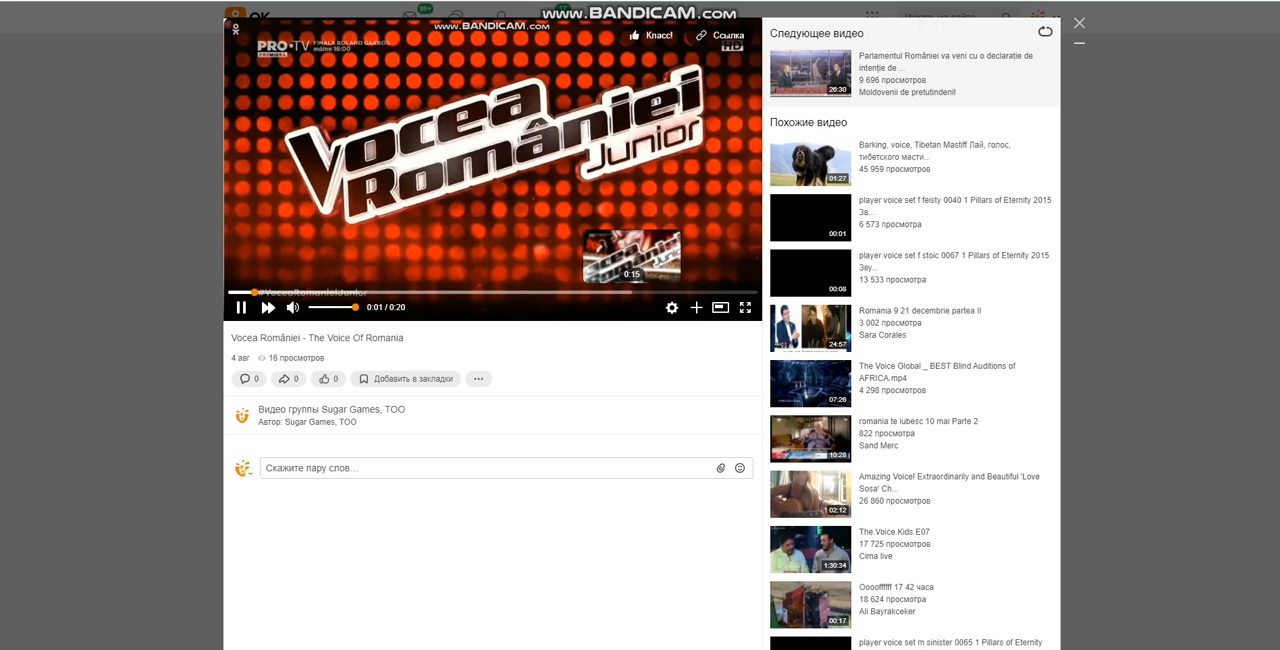 www.BANDICAM.com
OK
99+
Искать на сайте
www.BANDICAM.com
PRO•TV
PREMIERE
FINALA ROLAND GARROS
mâine 16:00
Класс!
Ссылка
HD
Vocea
României
Junior
0:15
#VoceaRomanieiJunior
0:01 / 0:20
Vocea României - The Voice Of Romania
4 авг 16 просмотров
0 0 0 Добавить в закладки
Видео группы Sugar Games, ТОО
Автор: Sugar Games, ТОО
Скажите пару слов…
Следующее видео
26:30
Parlamentul României va veni cu o declarație de
intenție de ...
9 696 просмотров
Moldovenii de pretutindeni!
Похожие видео
01:27
Barking, voice, Tibetan Mastiff Лай, голос,
тибетского масти...
45 959 просмотров
00:01
player voice set f feisty 0040 1 Pillars of Eternity 2015
Зв...
6 573 просмотра
00:08
player voice set f stoic 0067 1 Pillars of Eternity 2015
Зву...
13 533 просмотра
24:57
Romania 9 21 decembrie partea II
3 002 просмотра
Sara Corales
07:26
The Voice Global _ BEST Blind Auditions of
AFRICA.mp4
4 298 просмотров
10:28
romania te iubesc 10 mai Parte 2
822 просмотра
Sand Merc
02:12
Amazing Voice! Extraordinarily and Beautiful 'Love
Sosa' Ch...
26 860 просмотров
1:30:34
The.Voice.Kids.E07
17 725 просмотров
Cima live
00:17
Ooooffffff 17 42 часа
18 624 просмотра
Ali Bayrakceker
player voice set m sinister 0065 1 Pillars of Eternity